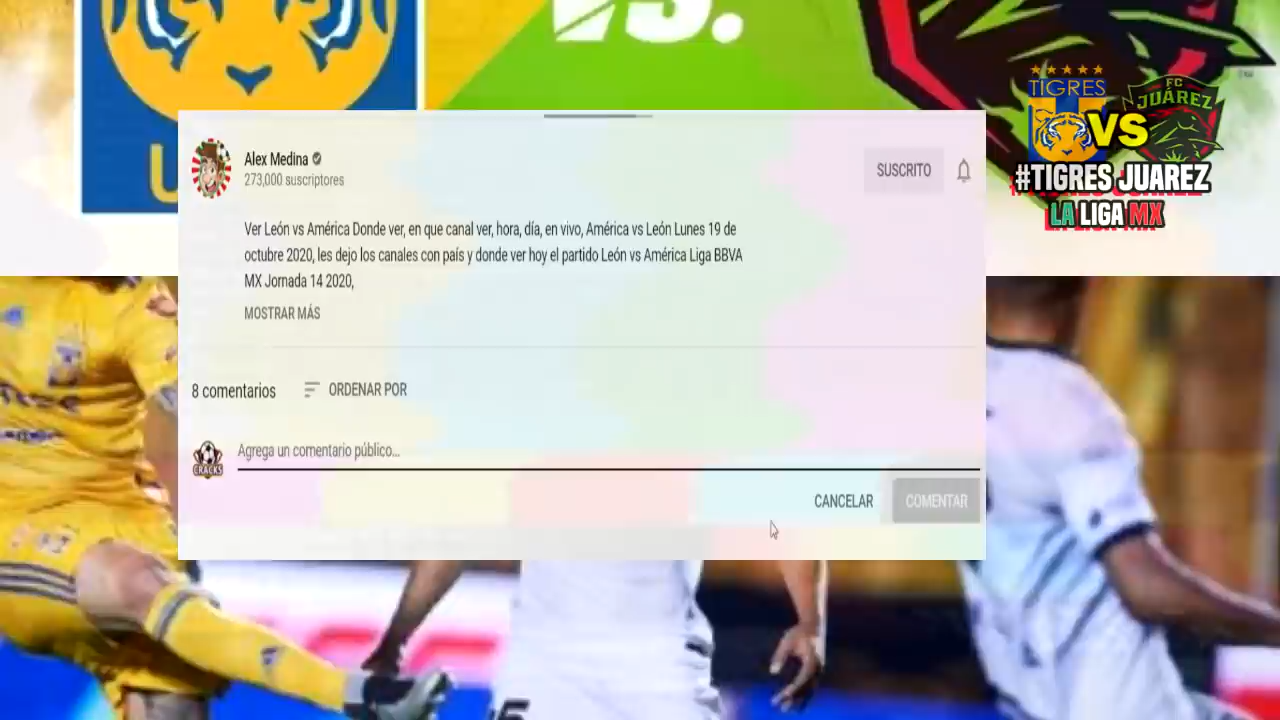 VS.
U
TIGRES
FC
JUÁREZ
VS
#TIGRES JUAREZ
LA LIGA MX
Alex Medina
273,000 suscriptores
SUSCRITO
Ver León vs América Donde ver, en que canal ver, hora, día, en vivo, América vs León Lunes 19 de
octubre 2020, les dejo los canales con país y donde ver hoy el partido León vs América Liga BBVA
MX Jornada 14 2020,
MOSTRAR MÁS
8 comentarios
ORDENAR POR
CRACKS
Agrega un comentario público...
CANCELAR
COMENTAR